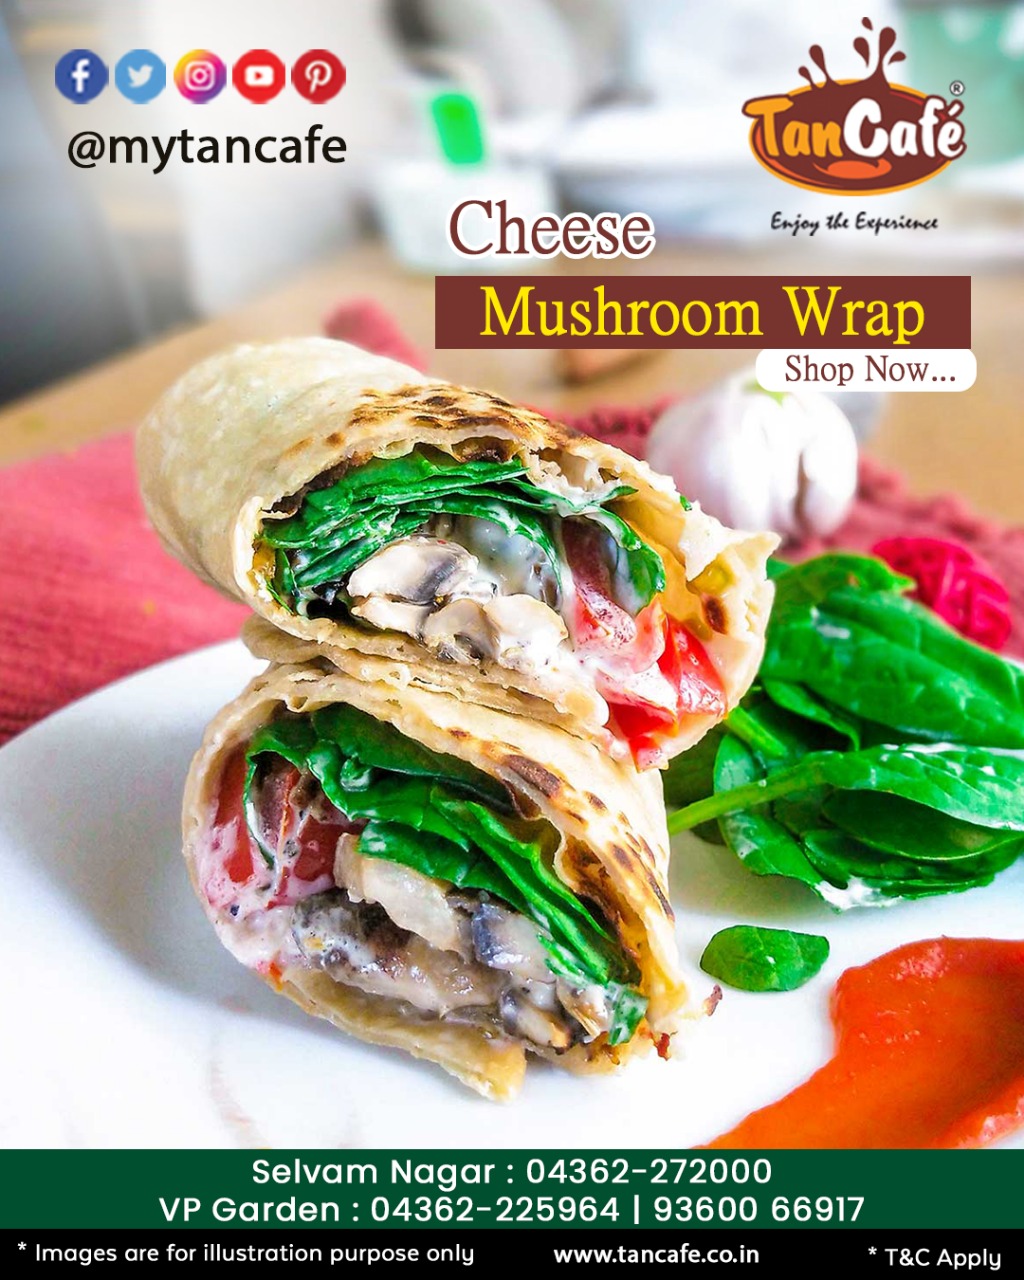 @mytancafe
TanCafé®
Enjoy the Experience
Cheese
Mushroom Wrap
Shop Now...
Selvam Nagar : 04362-272000
VP Garden : 04362-225964 | 93600 66917
* Images are for illustration purpose only
www.tancafe.co.in
* T&C Apply